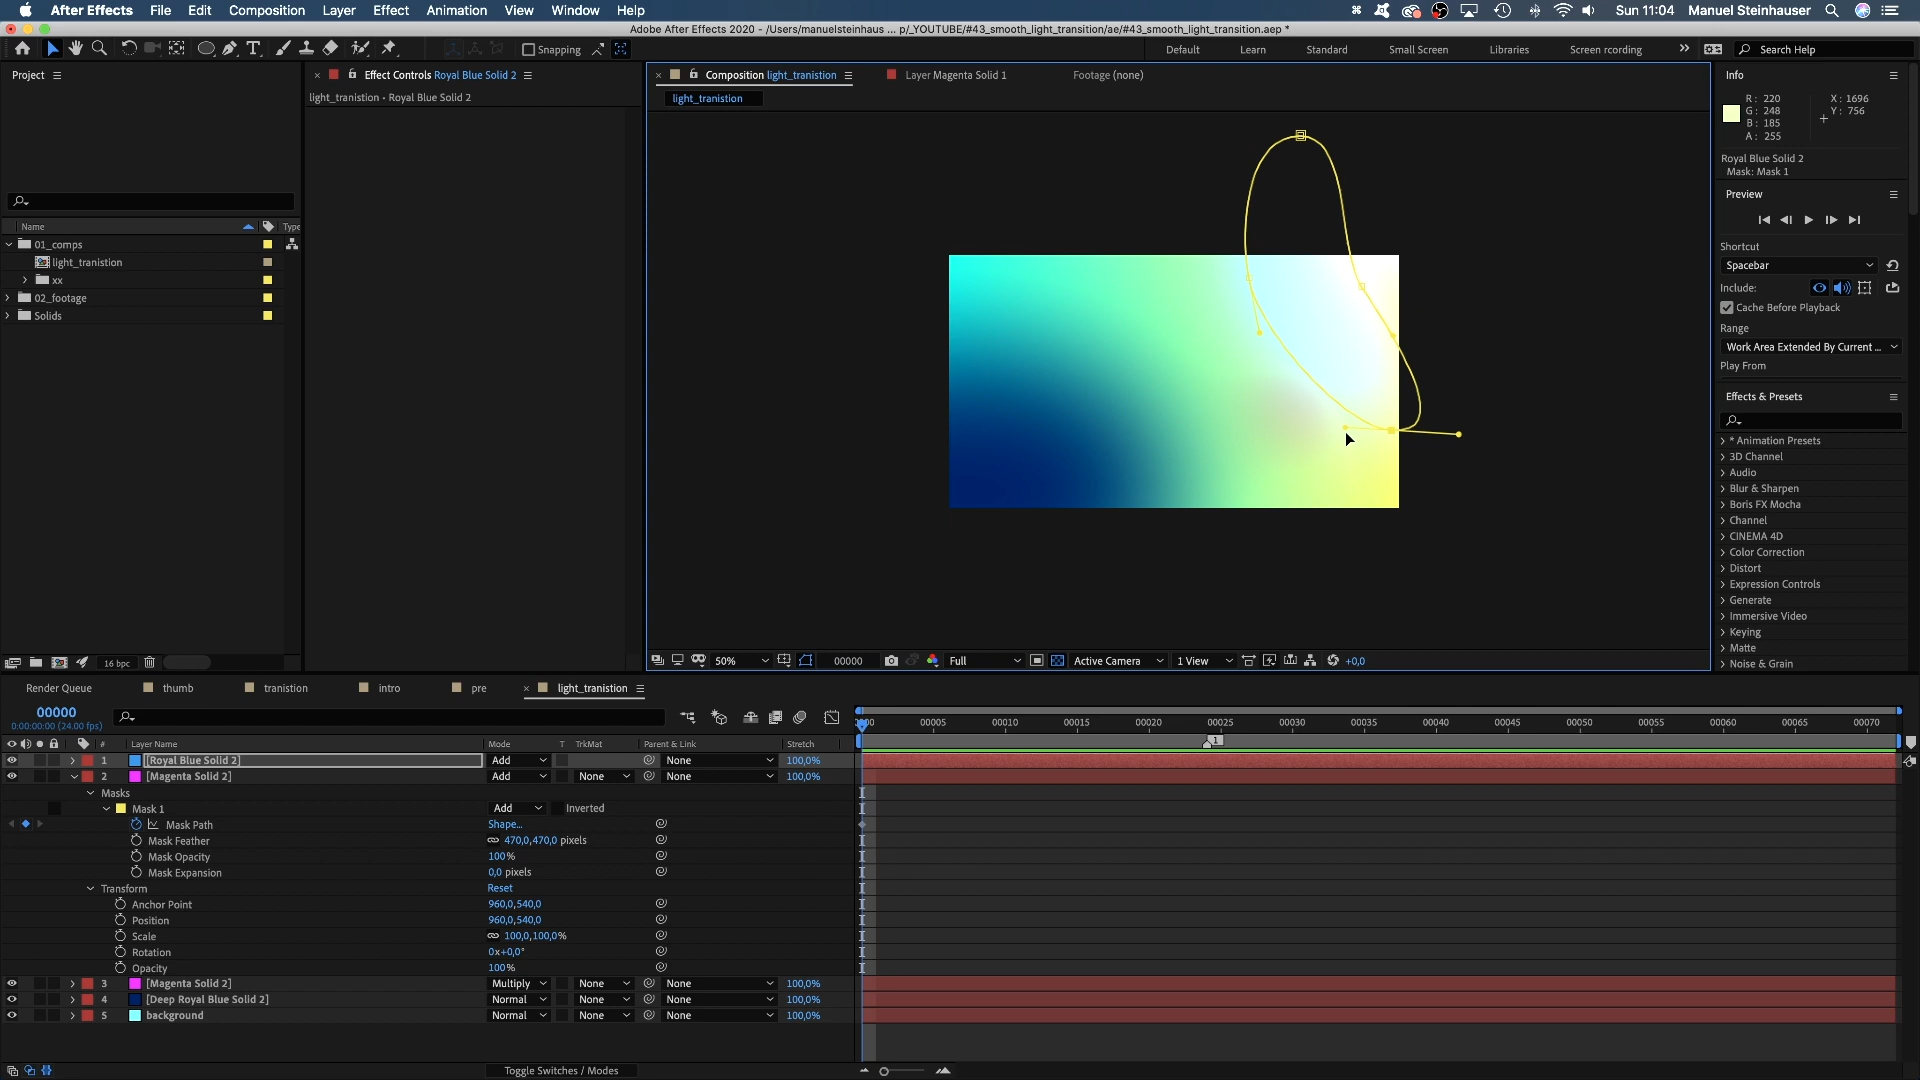 After Effects File Edit Composition Layer Effect Animation View Window Help
Sun 11:04 Manuel Steinhauser
Adobe After Effects 2020 - /Users/manuelsteinhaus ... p/_YOUTUBE/#43_smooth_light_transition/ae/#43_smooth_light_transition.aep *
Snapping
Default Learn Standard Small Screen Libraries Screen rcording Search Help
Project
Effect Controls Royal Blue Solid 2
light_tranistion • Royal Blue Solid 2
Composition light_tranistion
Layer Magenta Solid 1
Footage (none)
light_tranistion
Name Type
01_comps
light_tranistion
xx
02_footage
Solids
16 bpc
50% 00000 Full Active Camera 1 View +0,0
Info
R: 220 X: 1696
G: 248 Y: 756
B: 185
A: 255
Royal Blue Solid 2
Mask: Mask 1
Preview
Shortcut
Spacebar
Include:
Cache Before Playback
Range
Work Area Extended By Current ...
Play From
Effects & Presets
* Animation Presets
3D Channel
Audio
Blur & Sharpen
Boris FX Mocha
Channel
CINEMA 4D
Color Correction
Distort
Expression Controls
Generate
Immersive Video
Keying
Matte
Noise & Grain
Render Queue thumb tranistion intro pre light_tranistion
00000
0:00:00:00 (24.00 fps)
00005 00010 00015 00020 00025 00030 00035 00040 00045 00050 00055 00060 00065 00070
1
# Layer Name Mode T TrkMat Parent & Link Stretch
1 [Royal Blue Solid 2] Add None 100,0%
2 [Magenta Solid 2] Add None None 100,0%
Masks
Mask 1 Add Inverted
Mask Path Shape...
Mask Feather 470,0,470,0 pixels
Mask Opacity 100%
Mask Expansion 0,0 pixels
Transform Reset
Anchor Point 960,0,540,0
Position 960,0,540,0
Scale 100,0,100,0%
Rotation 0x+0,0°
Opacity 100%
3 [Magenta Solid 2] Multiply None None 100,0%
4 [Deep Royal Blue Solid 2] Normal None None 100,0%
5 background Normal None None 100,0%
Toggle Switches / Modes